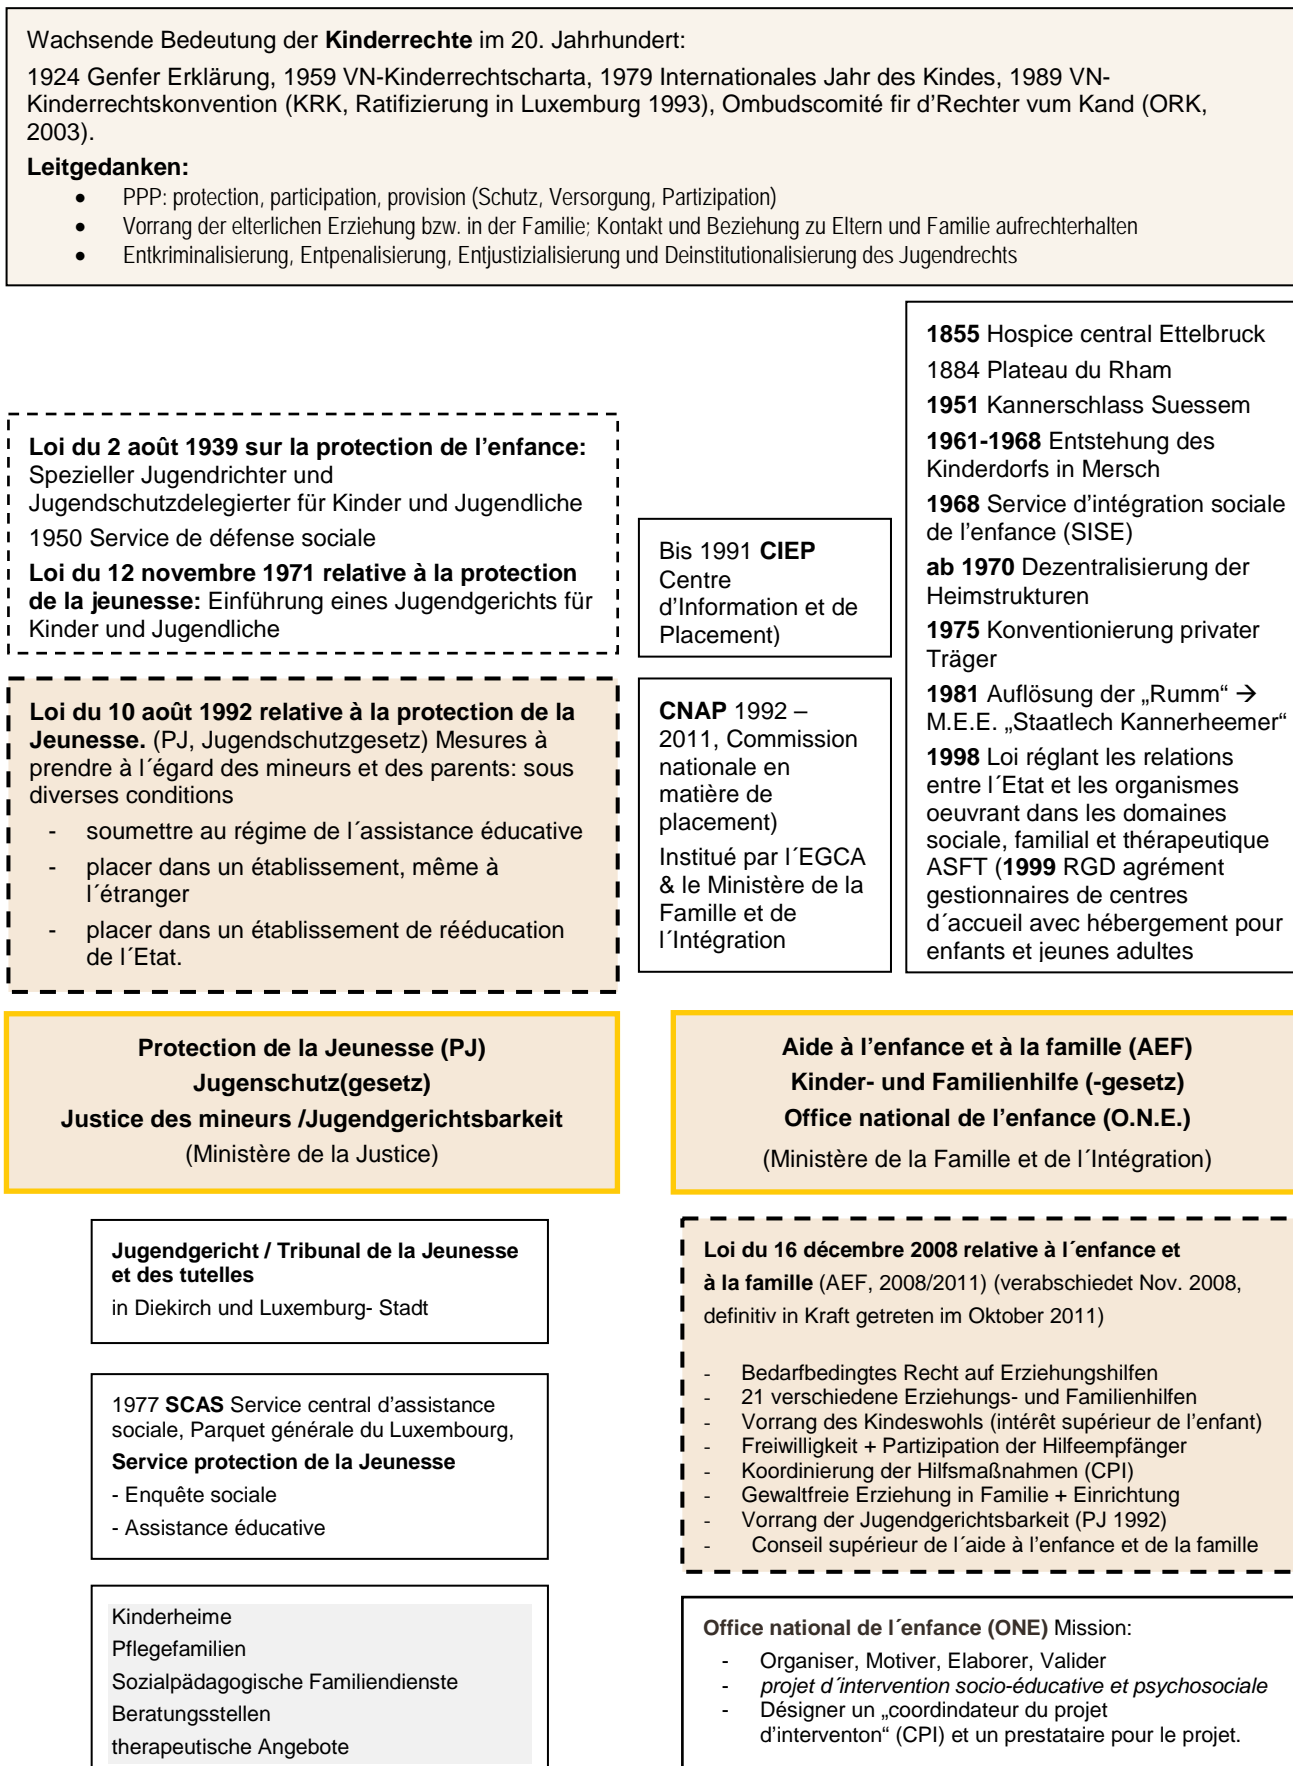 Wachsende Bedeutung der Kinderrechte im 20. Jahrhundert:
1924 Genfer Erklärung, 1959 VN-Kinderrechtscharta, 1979 Internationales Jahr des Kindes, 1989 VN-
Kinderrechtskonvention (KRK, Ratifizierung in Luxemburg 1993), Ombudscomité fir d’Rechter vum Kand (ORK,
2003).
Leitgedanken:
• PPP: protection, participation, provision (Schutz, Versorgung, Partizipation)
• Vorrang der elterlichen Erziehung bzw. in der Familie; Kontakt und Beziehung zu Eltern und Familie aufrechterhalten
• Entkriminalisierung, Entpenalisierung, Entjustizialisierung und Deinstitutionalisierung des Jugendrechts
Loi du 2 août 1939 sur la protection de l’enfance:
Spezieller Jugendrichter und
Jugendschutzdelegierter für Kinder und Jugendliche
1950 Service de défense sociale
Loi du 12 novembre 1971 relative à la protection
de la jeunesse: Einführung eines Jugendgerichts für
Kinder und Jugendliche
Bis 1991 CIEP
Centre
d’Information et de
Placement)
1855 Hospice central Ettelbruck
1884 Plateau du Rham
1951 Kannerschlass Suessem
1961-1968 Entstehung des
Kinderdorfs in Mersch
1968 Service d’intégration sociale
de l’enfance (SISE)
ab 1970 Dezentralisierung der
Heimstrukturen
1975 Konventionierung privater
Träger
1981 Auflösung der „Rumm“ →
M.E.E. „Staatlech Kannerheemer“
1998 Loi réglant les relations
entre l´Etat et les organismes
oeuvrant dans les domaines
sociale, familial et thérapeutique
ASFT (1999 RGD agrément
gestionnaires de centres
d´accueil avec hébergement pour
enfants et jeunes adultes
Loi du 10 août 1992 relative à la protection de la
Jeunesse. (PJ, Jugendschutzgesetz) Mesures à
prendre à l´égard des mineurs et des parents: sous
diverses conditions
- soumettre au régime de l´assistance éducative
- placer dans un établissement, même à
l´étranger
- placer dans un établissement de rééducation
de l´Etat.
CNAP 1992 –
2011, Commission
nationale en
matière de
placement)
Institué par l´EGCA
& le Ministère de la
Famille et de
l´Intégration
Protection de la Jeunesse (PJ)
Jugenschutz(gesetz)
Justice des mineurs /Jugendgerichtsbarkeit
(Ministère de la Justice)
Aide à l’enfance et à la famille (AEF)
Kinder- und Familienhilfe (-gesetz)
Office national de l’enfance (O.N.E.)
(Ministère de la Famille et de l´Intégration)
Jugendgericht / Tribunal de la Jeunesse
et des tutelles
in Diekirch und Luxemburg- Stadt
1977 SCAS Service central d’assistance
sociale, Parquet générale du Luxembourg,
Service protection de la Jeunesse
- Enquête sociale
- Assistance éducative
Kinderheime
Pflegefamilien
Sozialpädagogische Familiendienste
Beratungsstellen
therapeutische Angebote
Loi du 16 décembre 2008 relative à l´enfance et
à la famille (AEF, 2008/2011) (verabschiedet Nov. 2008,
definitiv in Kraft getreten im Oktober 2011)
- Bedarfbedingtes Recht auf Erziehungshilfen
- 21 verschiedene Erziehungs- und Familienhilfen
- Vorrang des Kindeswohls (intérêt supérieur de l’enfant)
- Freiwilligkeit + Partizipation der Hilfeempfänger
- Koordinierung der Hilfsmaßnahmen (CPI)
- Gewaltfreie Erziehung in Familie + Einrichtung
- Vorrang der Jugendgerichtsbarkeit (PJ 1992)
- Conseil supérieur de l´aide à l’enfance et de la famille
Office national de l´enfance (ONE) Mission:
- Organiser, Motiver, Elaborer, Valider
- projet d´intervention socio-éducative et psychosociale
- Désigner un „coordindateur du projet
d’interventon“ (CPI) et un prestataire pour le projet.